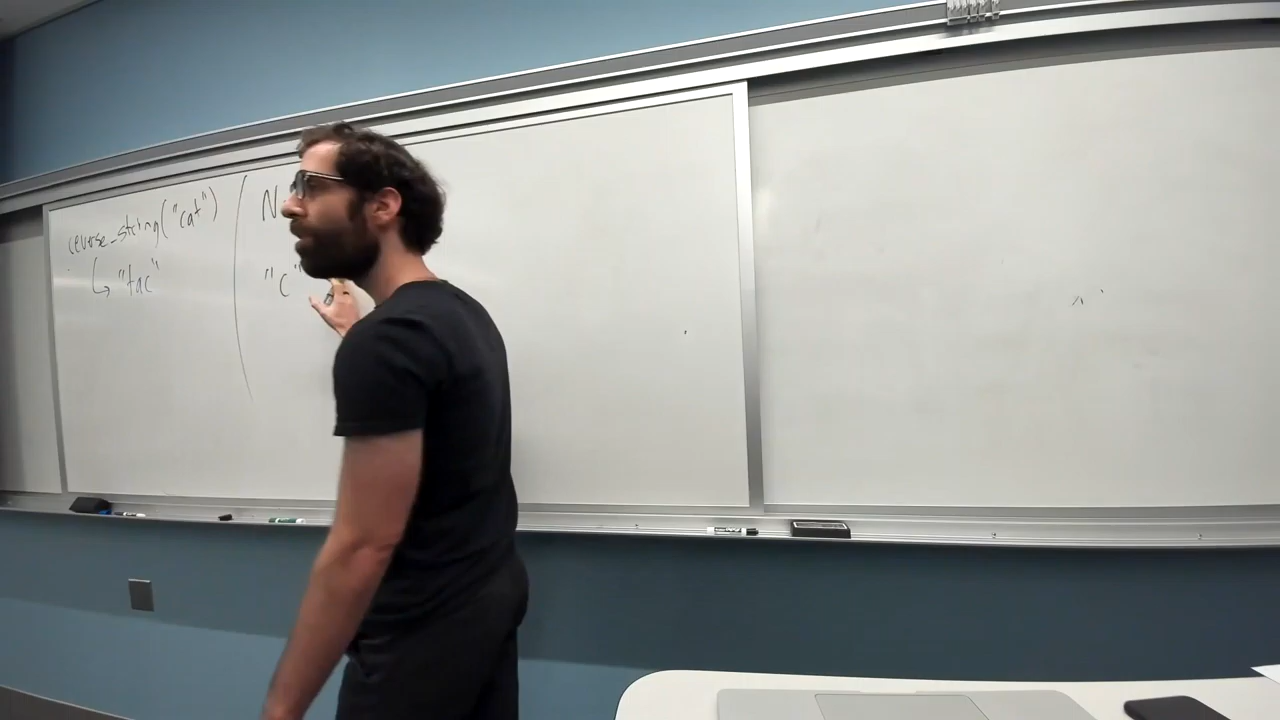 reverse_string("cat")
↳ "tac"
N
"c"